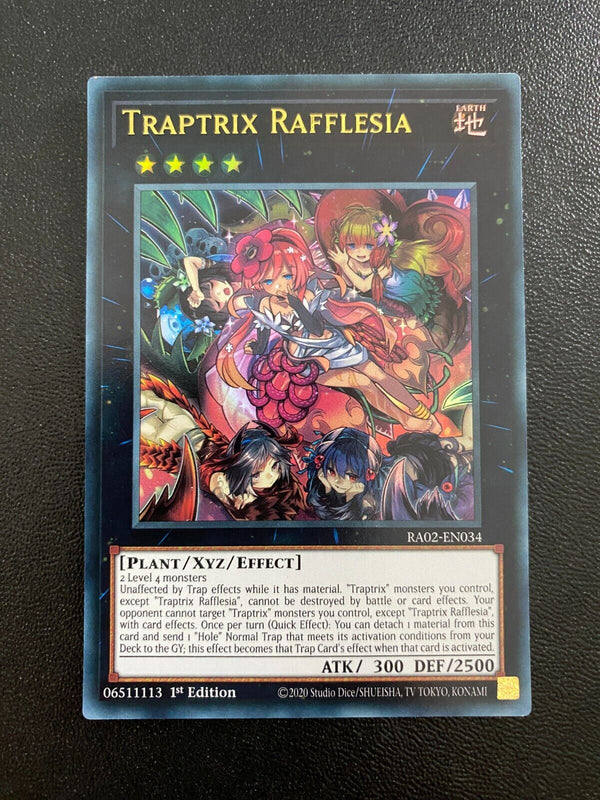 TRAPTRIX RAFFLESIA
EARTH
地
RA02-EN034
[PLANT/XYZ/EFFECT]
2 Level 4 monsters
Unaffected by Trap effects while it has material. "Traptrix" monsters you control,
except "Traptrix Rafflesia", cannot be destroyed by battle or card effects. Your
opponent cannot target "Traptrix" monsters you control, except "Traptrix Rafflesia",
with card effects. Once per turn (Quick Effect): You can detach 1 material from this
card and send 1 "Hole" Normal Trap that meets its activation conditions from your
Deck to the GY; this effect becomes that Trap Card's effect when that card is activated.
ATK/ 300 DEF/2500
06511113 1st Edition
©2020 Studio Dice/SHUEISHA, TV TOKYO, KONAMI